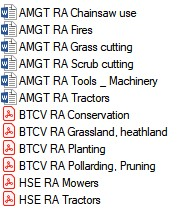 AMGT RA Chainsaw use
AMGT RA Fires
AMGT RA Grass cutting
AMGT RA Scrub cutting
AMGT RA Tools _ Machinery
AMGT RA Tractors
BTCV RA Conservation
BTCV RA Grassland, heathland
BTCV RA Planting
BTCV RA Pollarding, Pruning
HSE RA Mowers
HSE RA Tractors